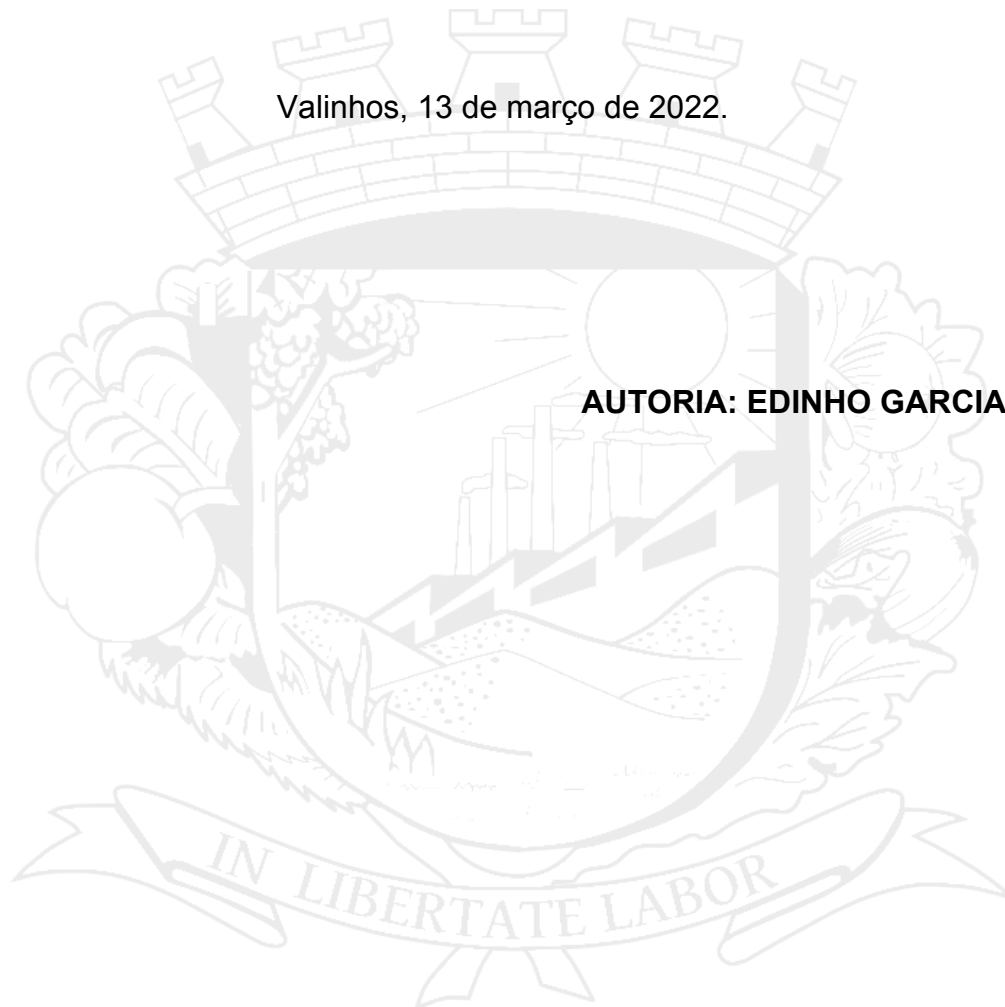 Valinhos, 13 de março de 2022.
AUTORIA: EDINHO GARCIA
IN LIBERTATE LABOR